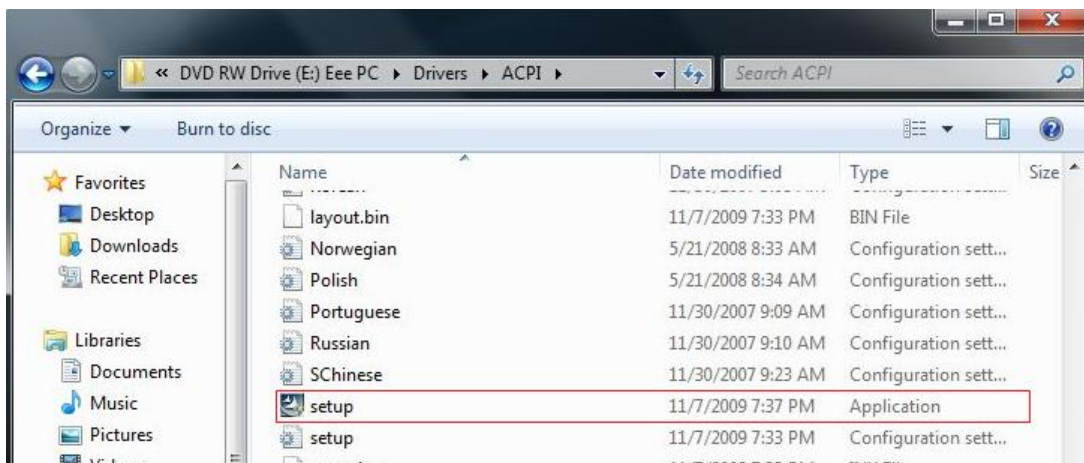 « DVD RW Drive (E:) Eee PC ▸ Drivers ▸ ACPI ▸ Search ACPI
Organize ▾ Burn to disc
Name Date modified Type Size
Favorites
Desktop
Downloads
Recent Places
Libraries
Documents
Music
Pictures
layout.bin 11/7/2009 7:33 PM BIN File
Norwegian 5/21/2008 8:33 AM Configuration sett...
Polish 5/21/2008 8:34 AM Configuration sett...
Portuguese 11/30/2007 9:09 AM Configuration sett...
Russian 11/30/2007 9:10 AM Configuration sett...
SChinese 11/30/2007 9:23 AM Configuration sett...
setup 11/7/2009 7:37 PM Application
setup 11/7/2009 7:33 PM Configuration sett...